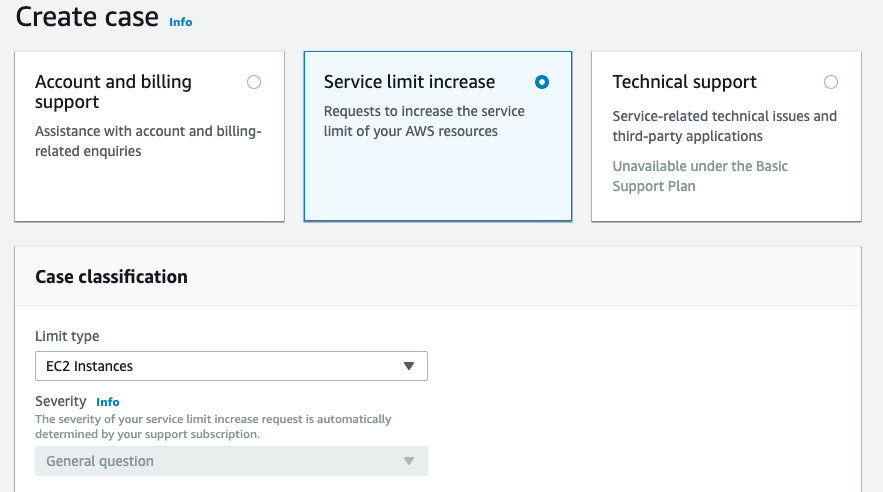 Create case Info
Account and billing
support
Assistance with account and billing-
related enquiries
Service limit increase
Requests to increase the service
limit of your AWS resources
Technical support
Service-related technical issues and
third-party applications
Unavailable under the Basic
Support Plan
Case classification
Limit type
EC2 Instances
Severity Info
The severity of your service limit increase request is automatically
determined by your support subscription.
General question